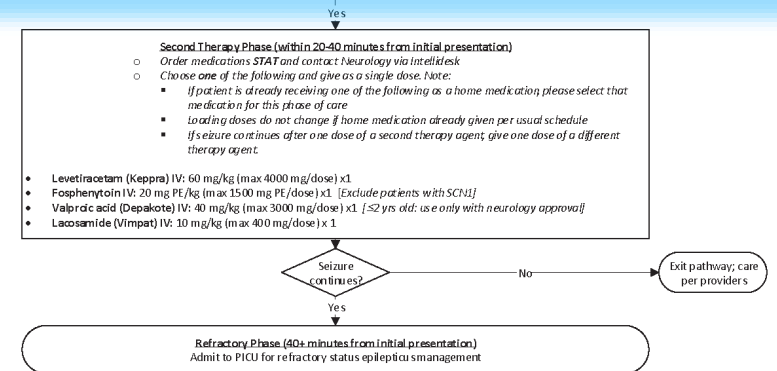 Yes
Second Therapy Phase (within 20-40 minutes from initial presentation)
o Order medications STAT and contact Neurology via Intellidesk
o Choose one of the following and give as a single dose. Note:
▪ If patient is already receiving one of the following as a home medication, please select that
medication for this phase of care
▪ Loading doses do not change if home medication already given per usual schedule
▪ If seizure continues after one dose of a second therapy agent, give one dose of a different
therapy agent.
• Levetiracetam (Keppra) IV: 60 mg/kg (max 4000 mg/dose) x1
• Fosphenytoin IV: 20 mg PE/kg (max 1500 mg PE/dose) x1 [Exclude patients with SCN1]
• Valproic acid (Depakote) IV: 40 mg/kg (max 3000 mg/dose) x1 [≤2 yrs old: use only with neurology approval]
• Lacosamide (Vimpat) IV: 10 mg/kg (max 400 mg/dose) x 1
Seizure
continues?
No
Exit pathway; care
per providers
Yes
Refractory Phase (40+ minutes from initial presentation)
Admit to PICU for refractory status epilepticus management